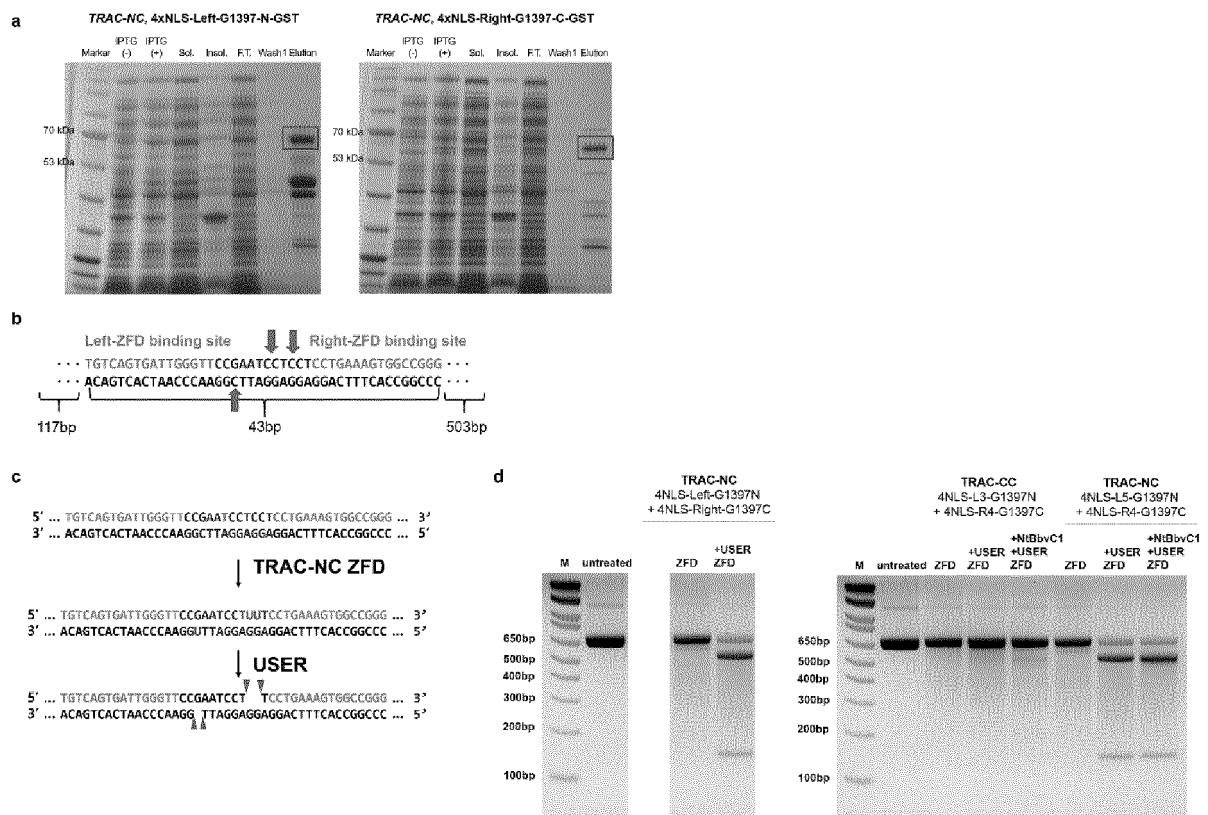 a
TRAC-NC, 4xNLS-Left-G1397-N-GST
TRAC-NC, 4xNLS-Right-G1397-C-GST
Marker IPTG (-) IPTG (+) Sol. Insol. F.T. Wash1 Elution
Marker IPTG (-) IPTG (+) Sol. Insol. F.T. Wash1 Elution
70 kDa
53 kDa
70 kDa
53 kDa
b
Left-ZFD binding site Right-ZFD binding site
··· TGTCAGTGATTGGGTTCCGAATCCTCCTCCTGAAAGTGGCCGGG ···
··· ACAGTCACTAACCCAAGGCTTAGGAGGAGGACTTTCACCGGCCC ···
117bp 43bp 503bp
c
5' ... TGTCAGTGATTGGGTTCCGAATCCTCCTCCTGAAAGTGGCCGGG ... 3'
3' ... ACAGTCACTAACCCAAGGCTTAGGAGGAGGACTTTCACCGGCCC ... 5'
TRAC-NC ZFD
5' ... TGTCAGTGATTGGGTTCCGAATCCTUUTCCTGAAAGTGGCCGGG ... 3'
3' ... ACAGTCACTAACCCAAGGUTTAGGAGGAGGACTTTCACCGGCCC ... 5'
USER
5' ... TGTCAGTGATTGGGTTCCGAATCCT TCCTGAAAGTGGCCGGG ... 3'
3' ... ACAGTCACTAACCCAAGG TTAGGAGGAGGACTTTCACCGGCCC ... 5'
d
TRAC-NC
4NLS-Left-G1397N
+ 4NLS-Right-G1397C
M untreated ZFD +USER ZFD
650bp
500bp
400bp
300bp
200bp
100bp
TRAC-CC
4NLS-L3-G1397N
+ 4NLS-R4-G1397C
TRAC-NC
4NLS-L5-G1397N
+ 4NLS-R4-G1397C
M untreated ZFD +USER ZFD +NtBbvC1 +USER ZFD ZFD +USER ZFD +NtBbvC1 +USER ZFD
650bp
500bp
400bp
300bp
200bp
100bp